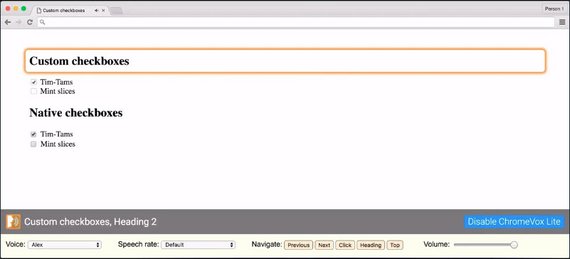 Custom checkboxes
Person 1
Custom checkboxes
Tim-Tams
Mint slices
Native checkboxes
Tim-Tams
Mint slices
Custom checkboxes, Heading 2
Disable ChromeVox Lite
Voice: Alex Speech rate: Default Navigate: Previous Next Click Heading Top Volume: